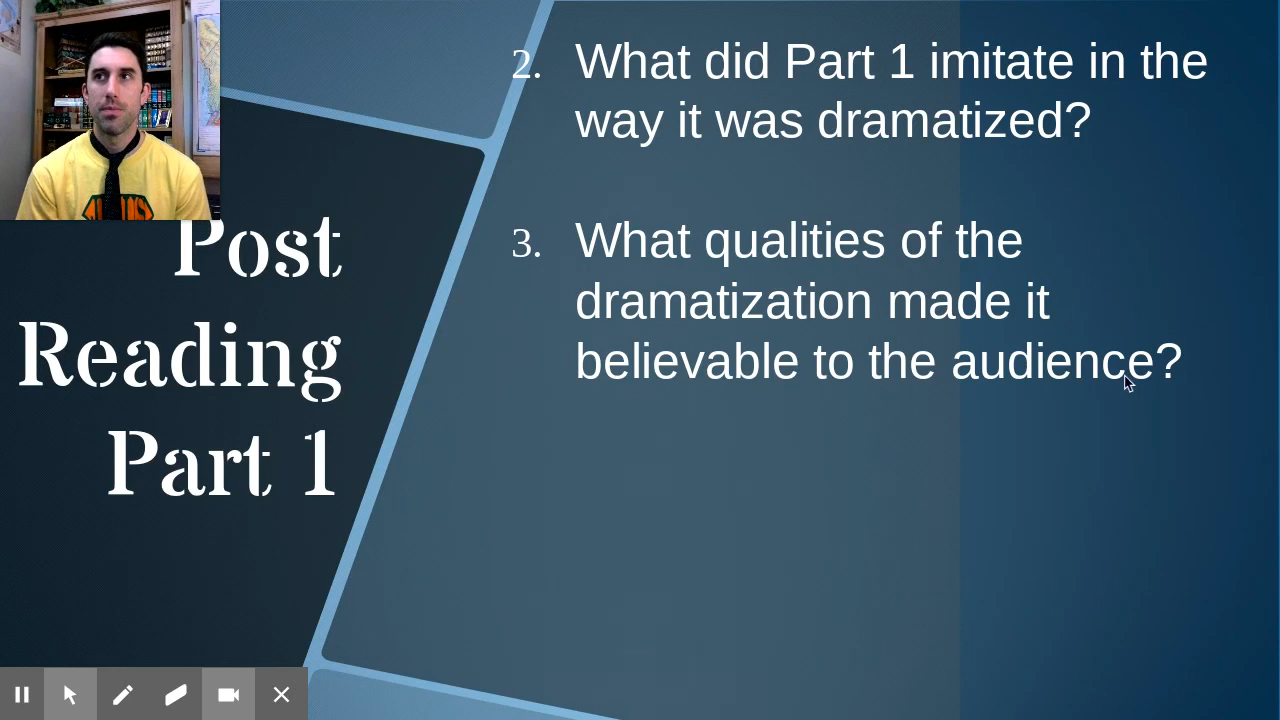 2. What did Part 1 imitate in the
way it was dramatized?
3. What qualities of the
dramatization made it
believable to the audience?
Post
Reading
Part 1